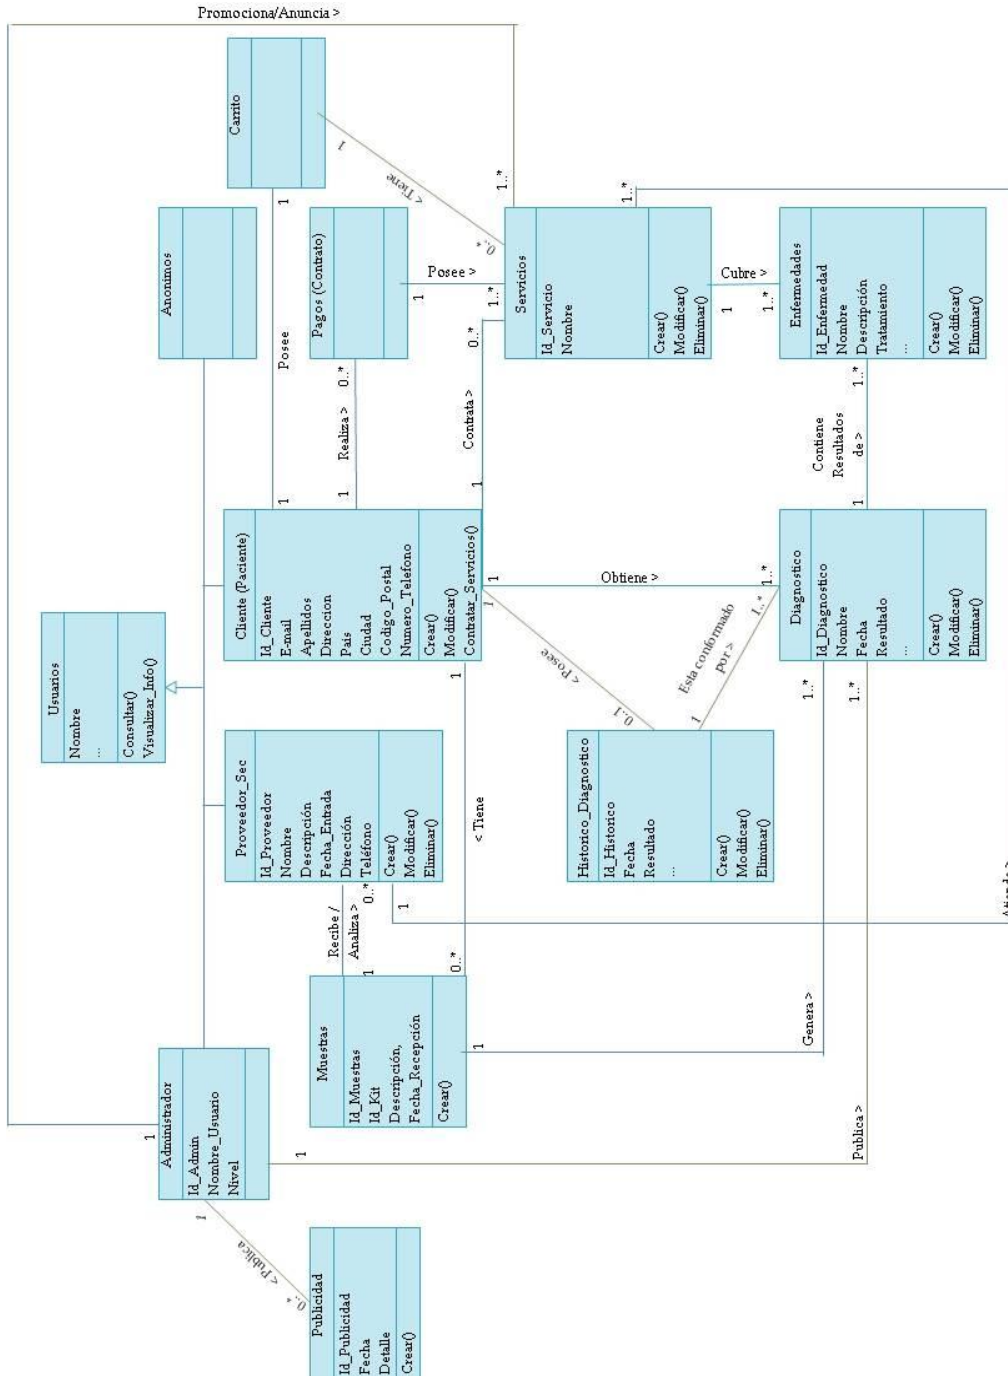 Promociona/Anuncia >
Carrito
1
< Tiene
0..*
1..*
1..*
Anonimos
1
Posee
1
Pagos (Contrato)
0..*
Realiza >
1
Posee >
1
1..*
Servicios
Id_Servicio
Nombre
Crear()
Modificar()
Eliminar()
0..*
Contrata >
1
Cubre >
1
1..*
Enfermedades
Id_Enfermedad
Nombre
Descripción
Tratamiento
...
Crear()
Modificar()
Eliminar()
1..*
Contiene
Resultados
de >
1
Usuarios
Nombre
...
Consultar()
Visualizar_Info()
Cliente (Paciente)
Id_Cliente
E-mail
Apellidos
Direccion
País
Ciudad
Codigo_Postal
Numero_Telefono
Crear()
Modificar()
Contratar_Servicios()
1
Obtiene >
1..*
1
< Posee
0..1
1..*
Esta conformado
por >
1
Diagnostico
Id_Diagnostico
Nombre
Fecha
Resultado
...
Crear()
Modificar()
Eliminar()
1..*
1..*
Proveedor_Sec
Id_Proveedor
Nombre
Descripción
Fecha_Entrada
Dirección
Teléfono
Crear()
Modificar()
Eliminar()
1
< Tiene
0..*
Historico_Diagnostico
Id_Historico
Fecha
Resultado
...
Crear()
Modificar()
Eliminar()
0..*
Recibe /
Analiza >
1
1
Atiende >
Muestras
Id_Muestras
Id_Kit
Descripción,
Fecha_Recepción
Crear()
1
Genera >
Administrador
Id_Admin
Nombre_Usuario
Nivel
1
1
Publica >
1
< Publica
0..*
Publicidad
Id_Publicidad
Fecha
Detalle
Crear()